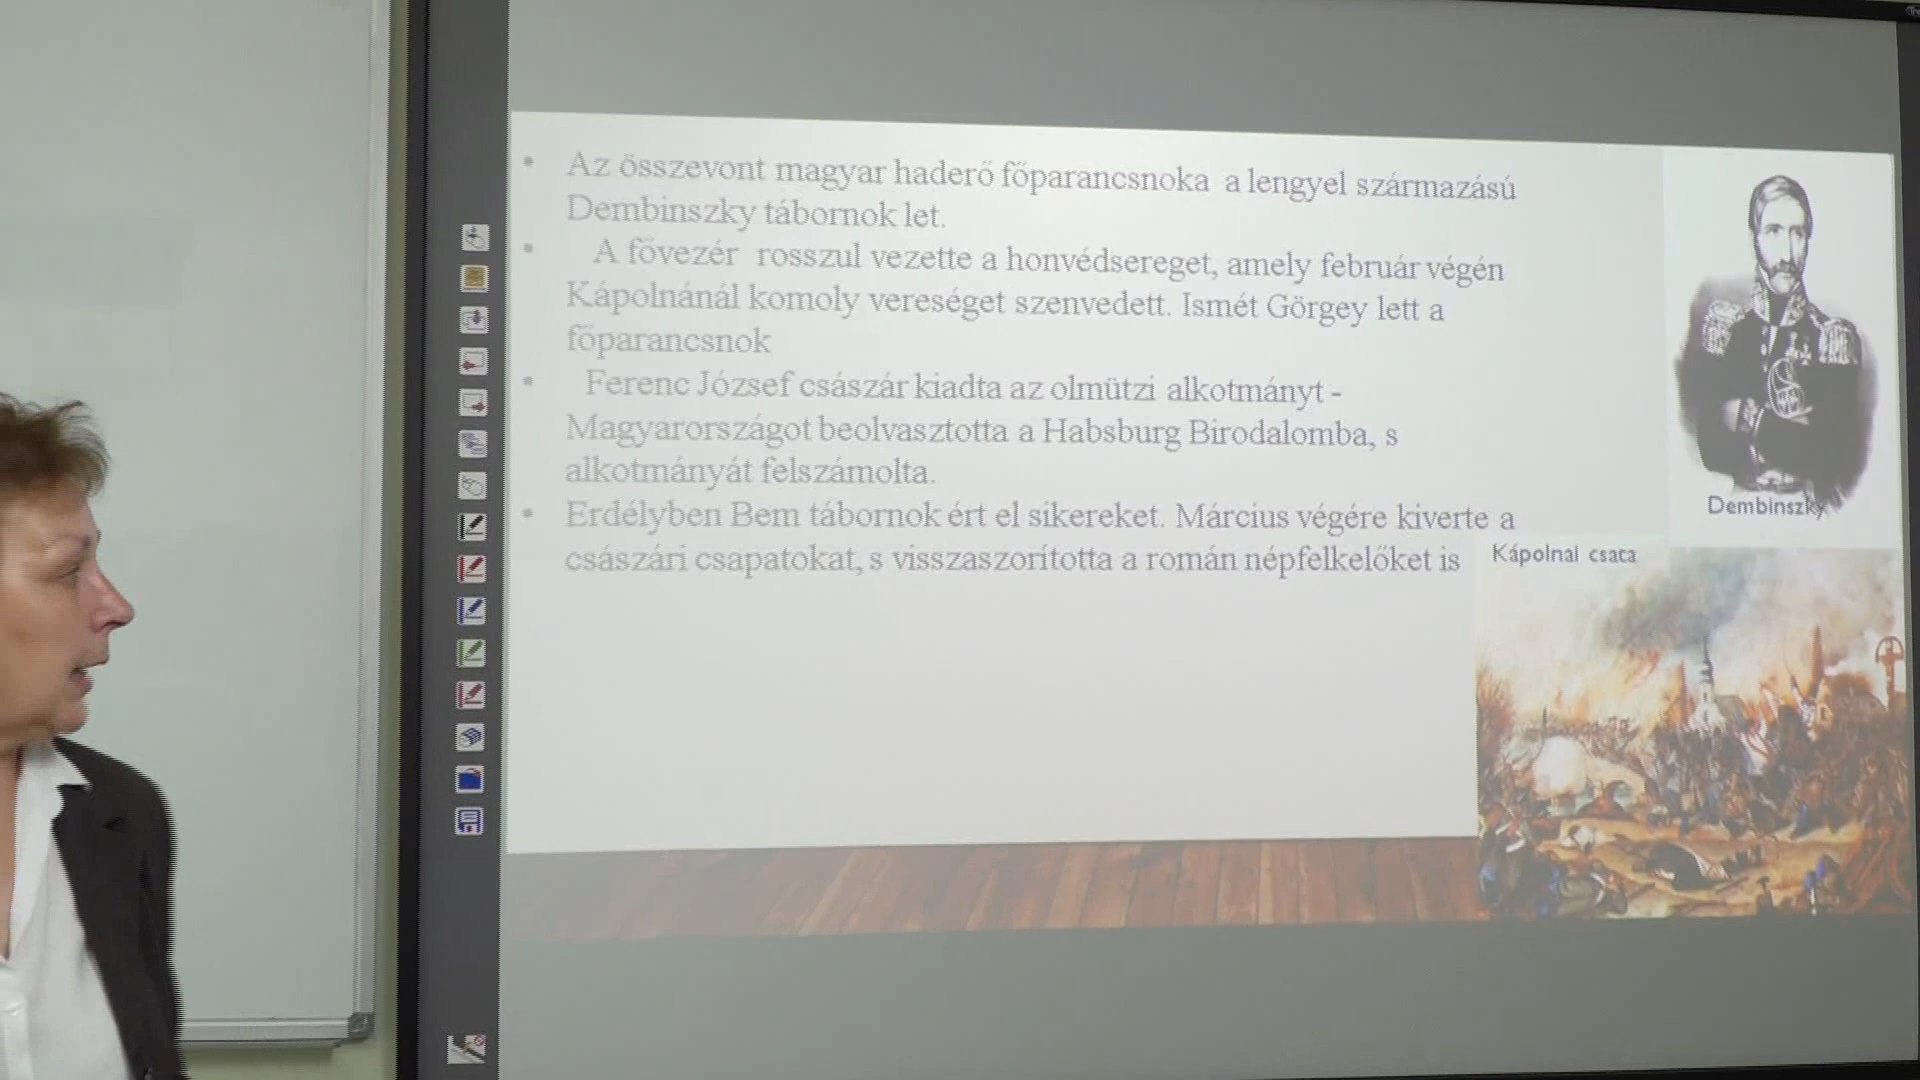 • Az összevont magyar haderő főparancsnoka a lengyel származású
Dembinszky tábornok let.
• A fővezér rosszul vezette a honvédsereget, amely február végén
Kápolnánál komoly vereséget szenvedett. Ismét Görgey lett a
főparancsnok
• Ferenc József császár kiadta az olmützi alkotmányt -
Magyarországot beolvasztotta a Habsburg Birodalomba, s
alkotmányát felszámolta.
• Erdélyben Bem tábornok ért el sikereket. Március végére kiverte a
császári csapatokat, s visszaszorította a román népfelkelőket is
Dembinszky
Kápolnai csata